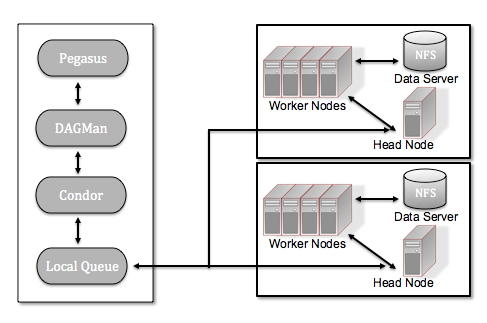 Pegasus
DAGMan
Condor
Local Queue
NFS
Data Server
Worker Nodes
Head Node
NFS
Data Server
Worker Nodes
Head Node